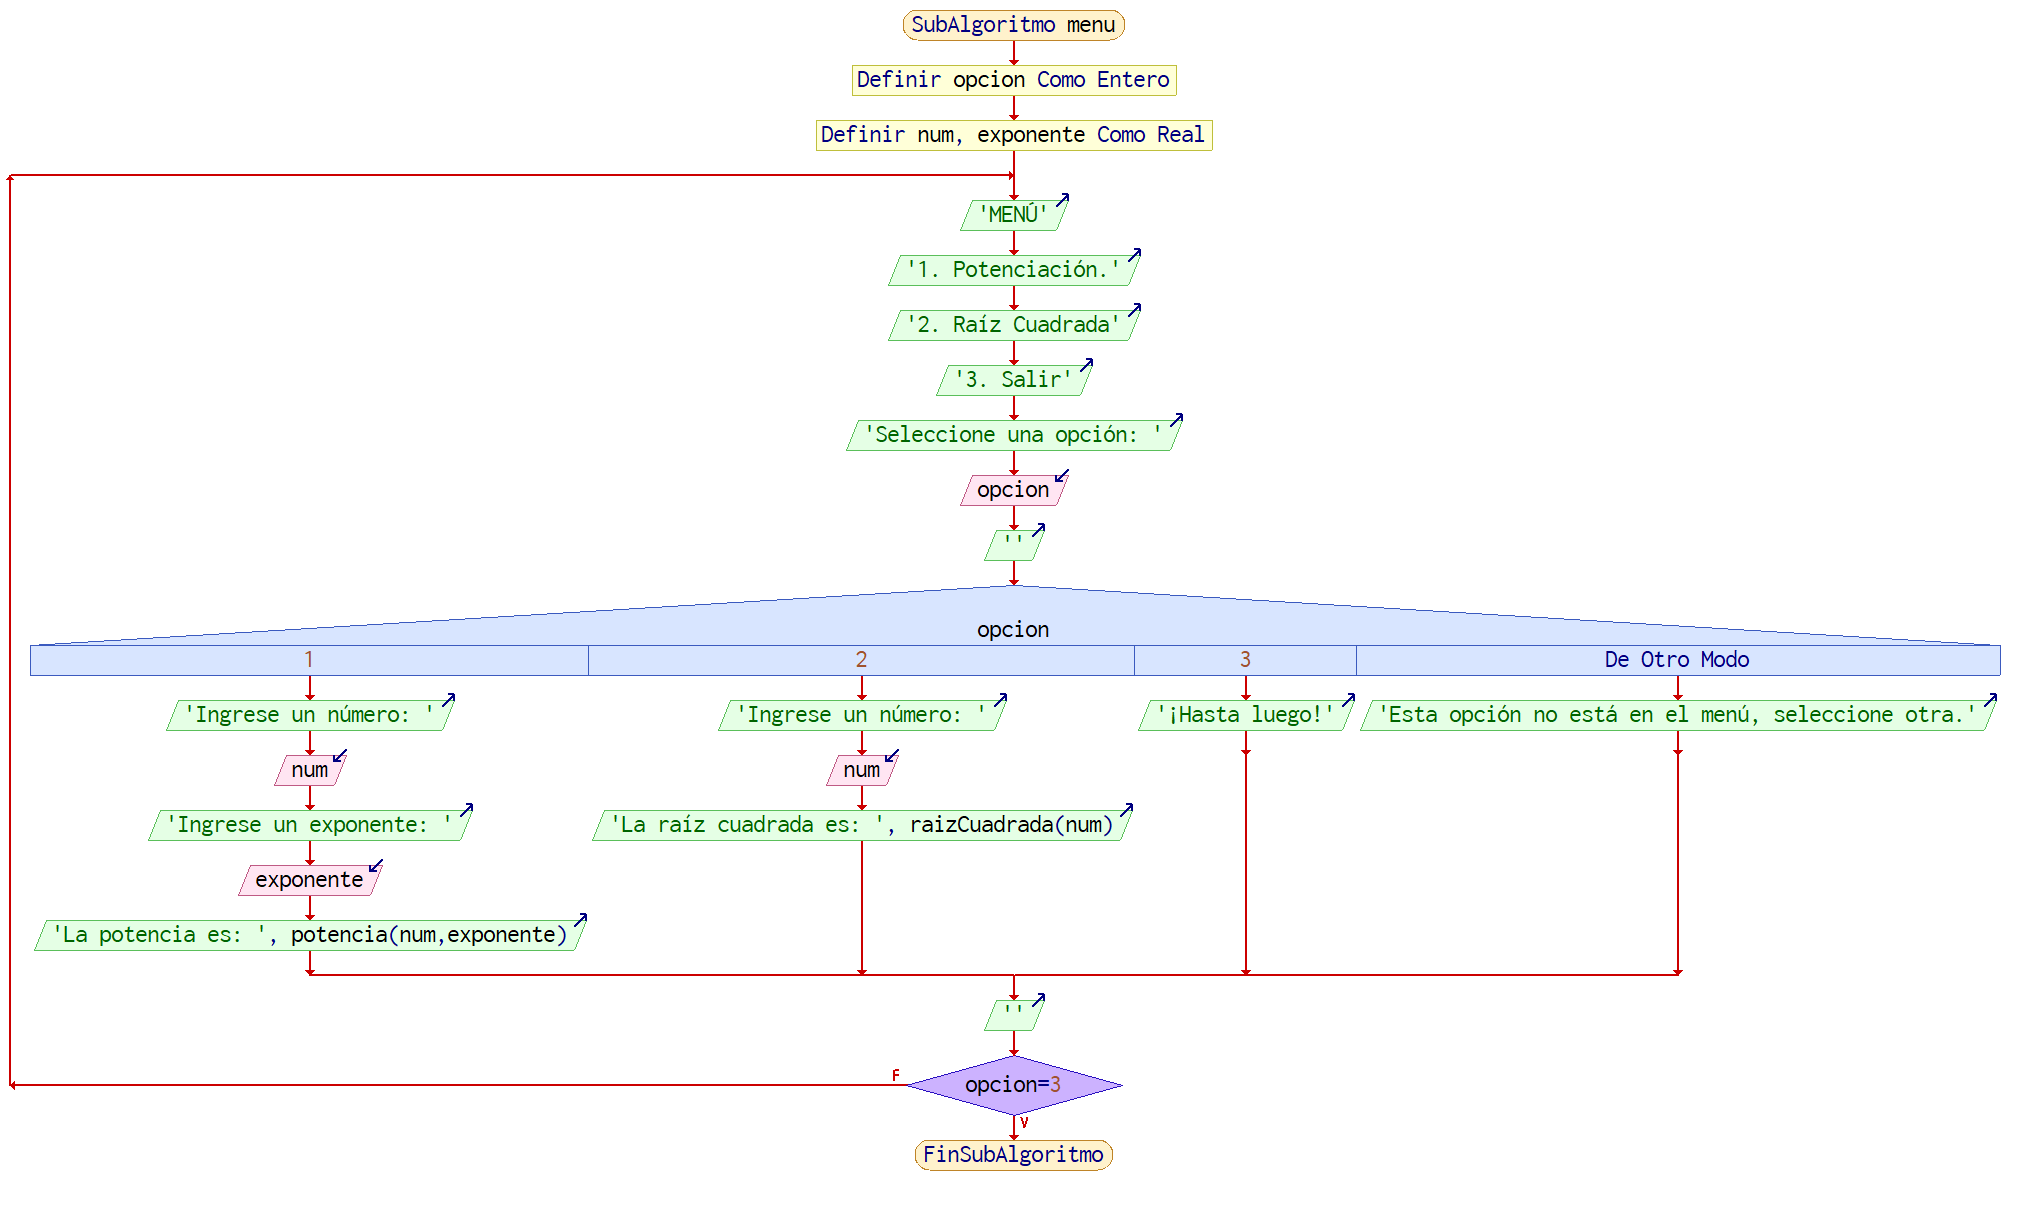 SubAlgoritmo menu
Definir opcion Como Entero
Definir num, exponente Como Real
'MENÚ'
'1. Potenciación.'
'2. Raíz Cuadrada'
'3. Salir'
'Seleccione una opción: '
opcion
''
opcion
1 2 3 De Otro Modo
'Ingrese un número: ' 'Ingrese un número: ' '¡Hasta luego!' 'Esta opción no está en el menú, seleccione otra.'
num num
'Ingrese un exponente: ' 'La raíz cuadrada es: ', raizCuadrada(num)
exponente
'La potencia es: ', potencia(num,exponente)
''
F opcion=3
V
FinSubAlgoritmo